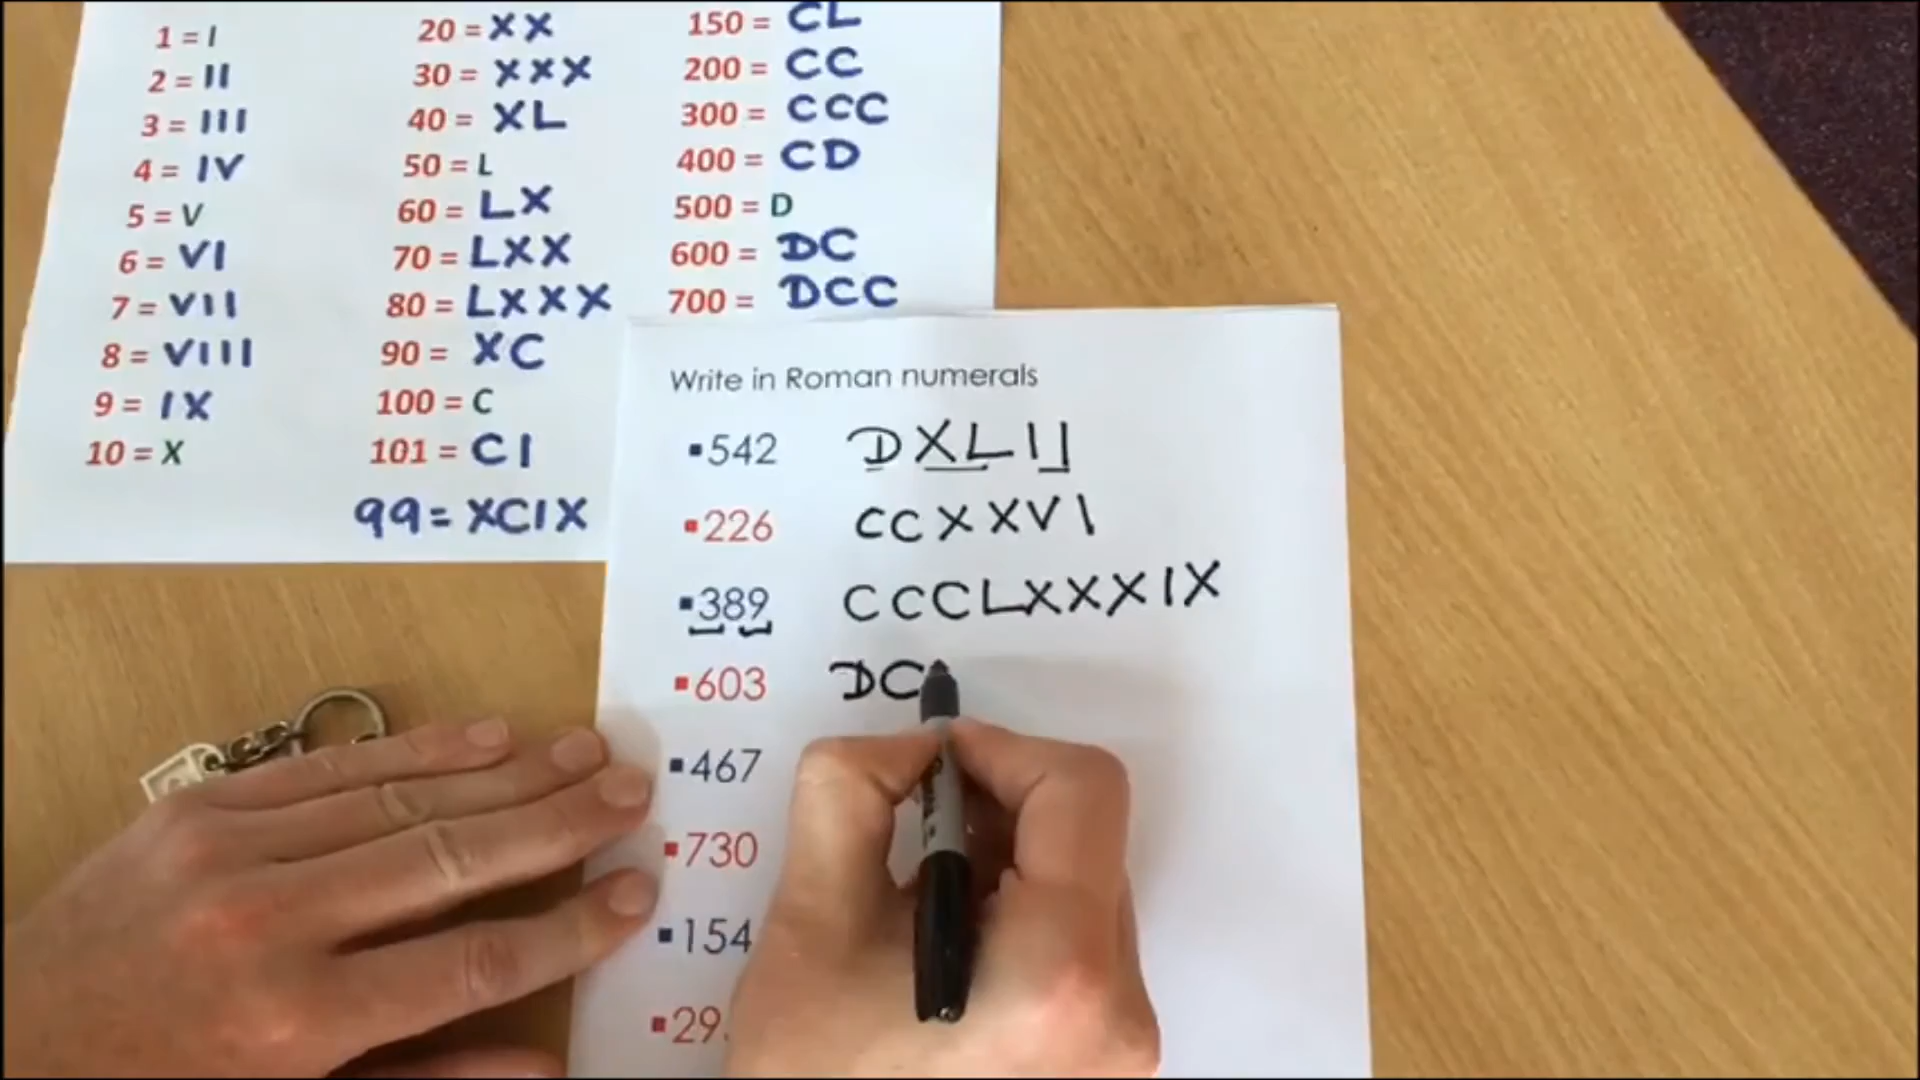 1 = I
2 = II
3 = III
4 = IV
5 = V
6 = VI
7 = VII
8 = VIII
9 = IX
10 = X
20 = XX
30 = XXX
40 = XL
50 = L
60 = LX
70 = LXX
80 = LXXX
90 = XC
100 = C
101 = CI
99 = XCIX
150 = CL
200 = CC
300 = CCC
400 = CD
500 = D
600 = DC
700 = DCC
Write in Roman numerals
▪542 DXLII
▪226 CCXXVI
▪389 CCCLXXXIX
▪603 DC
▪467
▪730
▪154